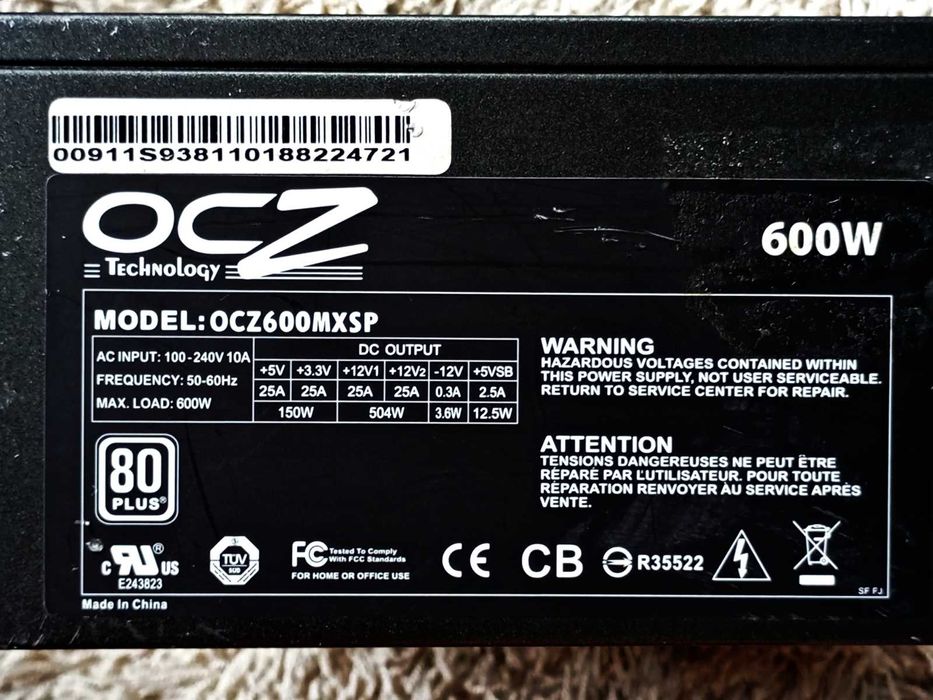 00911S938110188224721
OCZ
Technology
600W
MODEL: OCZ600MXSP
AC INPUT: 100-240V 10A
FREQUENCY: 50-60Hz
MAX. LOAD: 600W
DC OUTPUT
+5V +3.3V +12V1 +12V2 -12V +5VSB
25A 25A 25A 25A 0.3A 2.5A
150W 504W 3.6W 12.5W
WARNING
HAZARDOUS VOLTAGES CONTAINED WITHIN
THIS POWER SUPPLY, NOT USER SERVICEABLE.
RETURN TO SERVICE CENTER FOR REPAIR.
ATTENTION
TENSIONS DANGEREUSES NE PEUT ËTRE
RÉPARÉ PAR L'UTILISATEUR. POUR TOUTE
RÉPARATION RENVOYER ÀU SERVICE APRÉS
VENTE.
80
PLUS®
c RU® US
E243823
TÜV
SÜD
FC Tested To Comply
With FCC Standards
FOR HOME OR OFFICE USE
CE
CB
R35522
SF FJ
Made In China